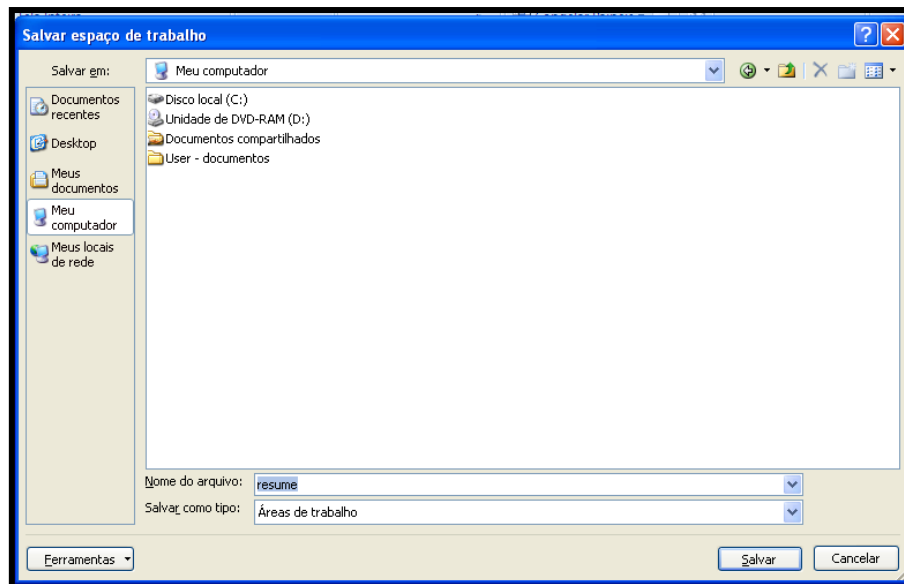 Salvar espaço de trabalho
Salvar em:
Meu computador
Documentos
recentes
Desktop
Meus
documentos
Meu
computador
Meus locais
de rede
Disco local (C:)
Unidade de DVD-RAM (D:)
Documentos compartilhados
User - documentos
Nome do arquivo:
resume
Salvar como tipo:
Áreas de trabalho
Ferramentas
Salvar
Cancelar